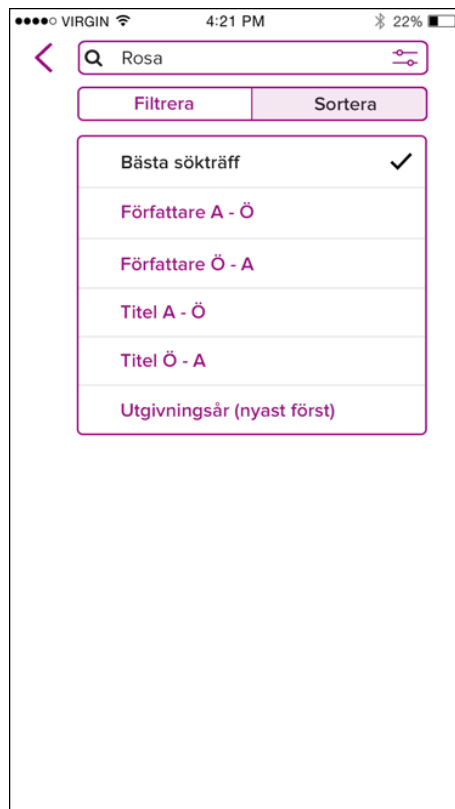 VIRGIN 4:21 PM 22%
Rosa
Filtrera Sortera
Bästa sökträff
Författare A - Ö
Författare Ö - A
Titel A - Ö
Titel Ö - A
Utgivningsår (nyast först)